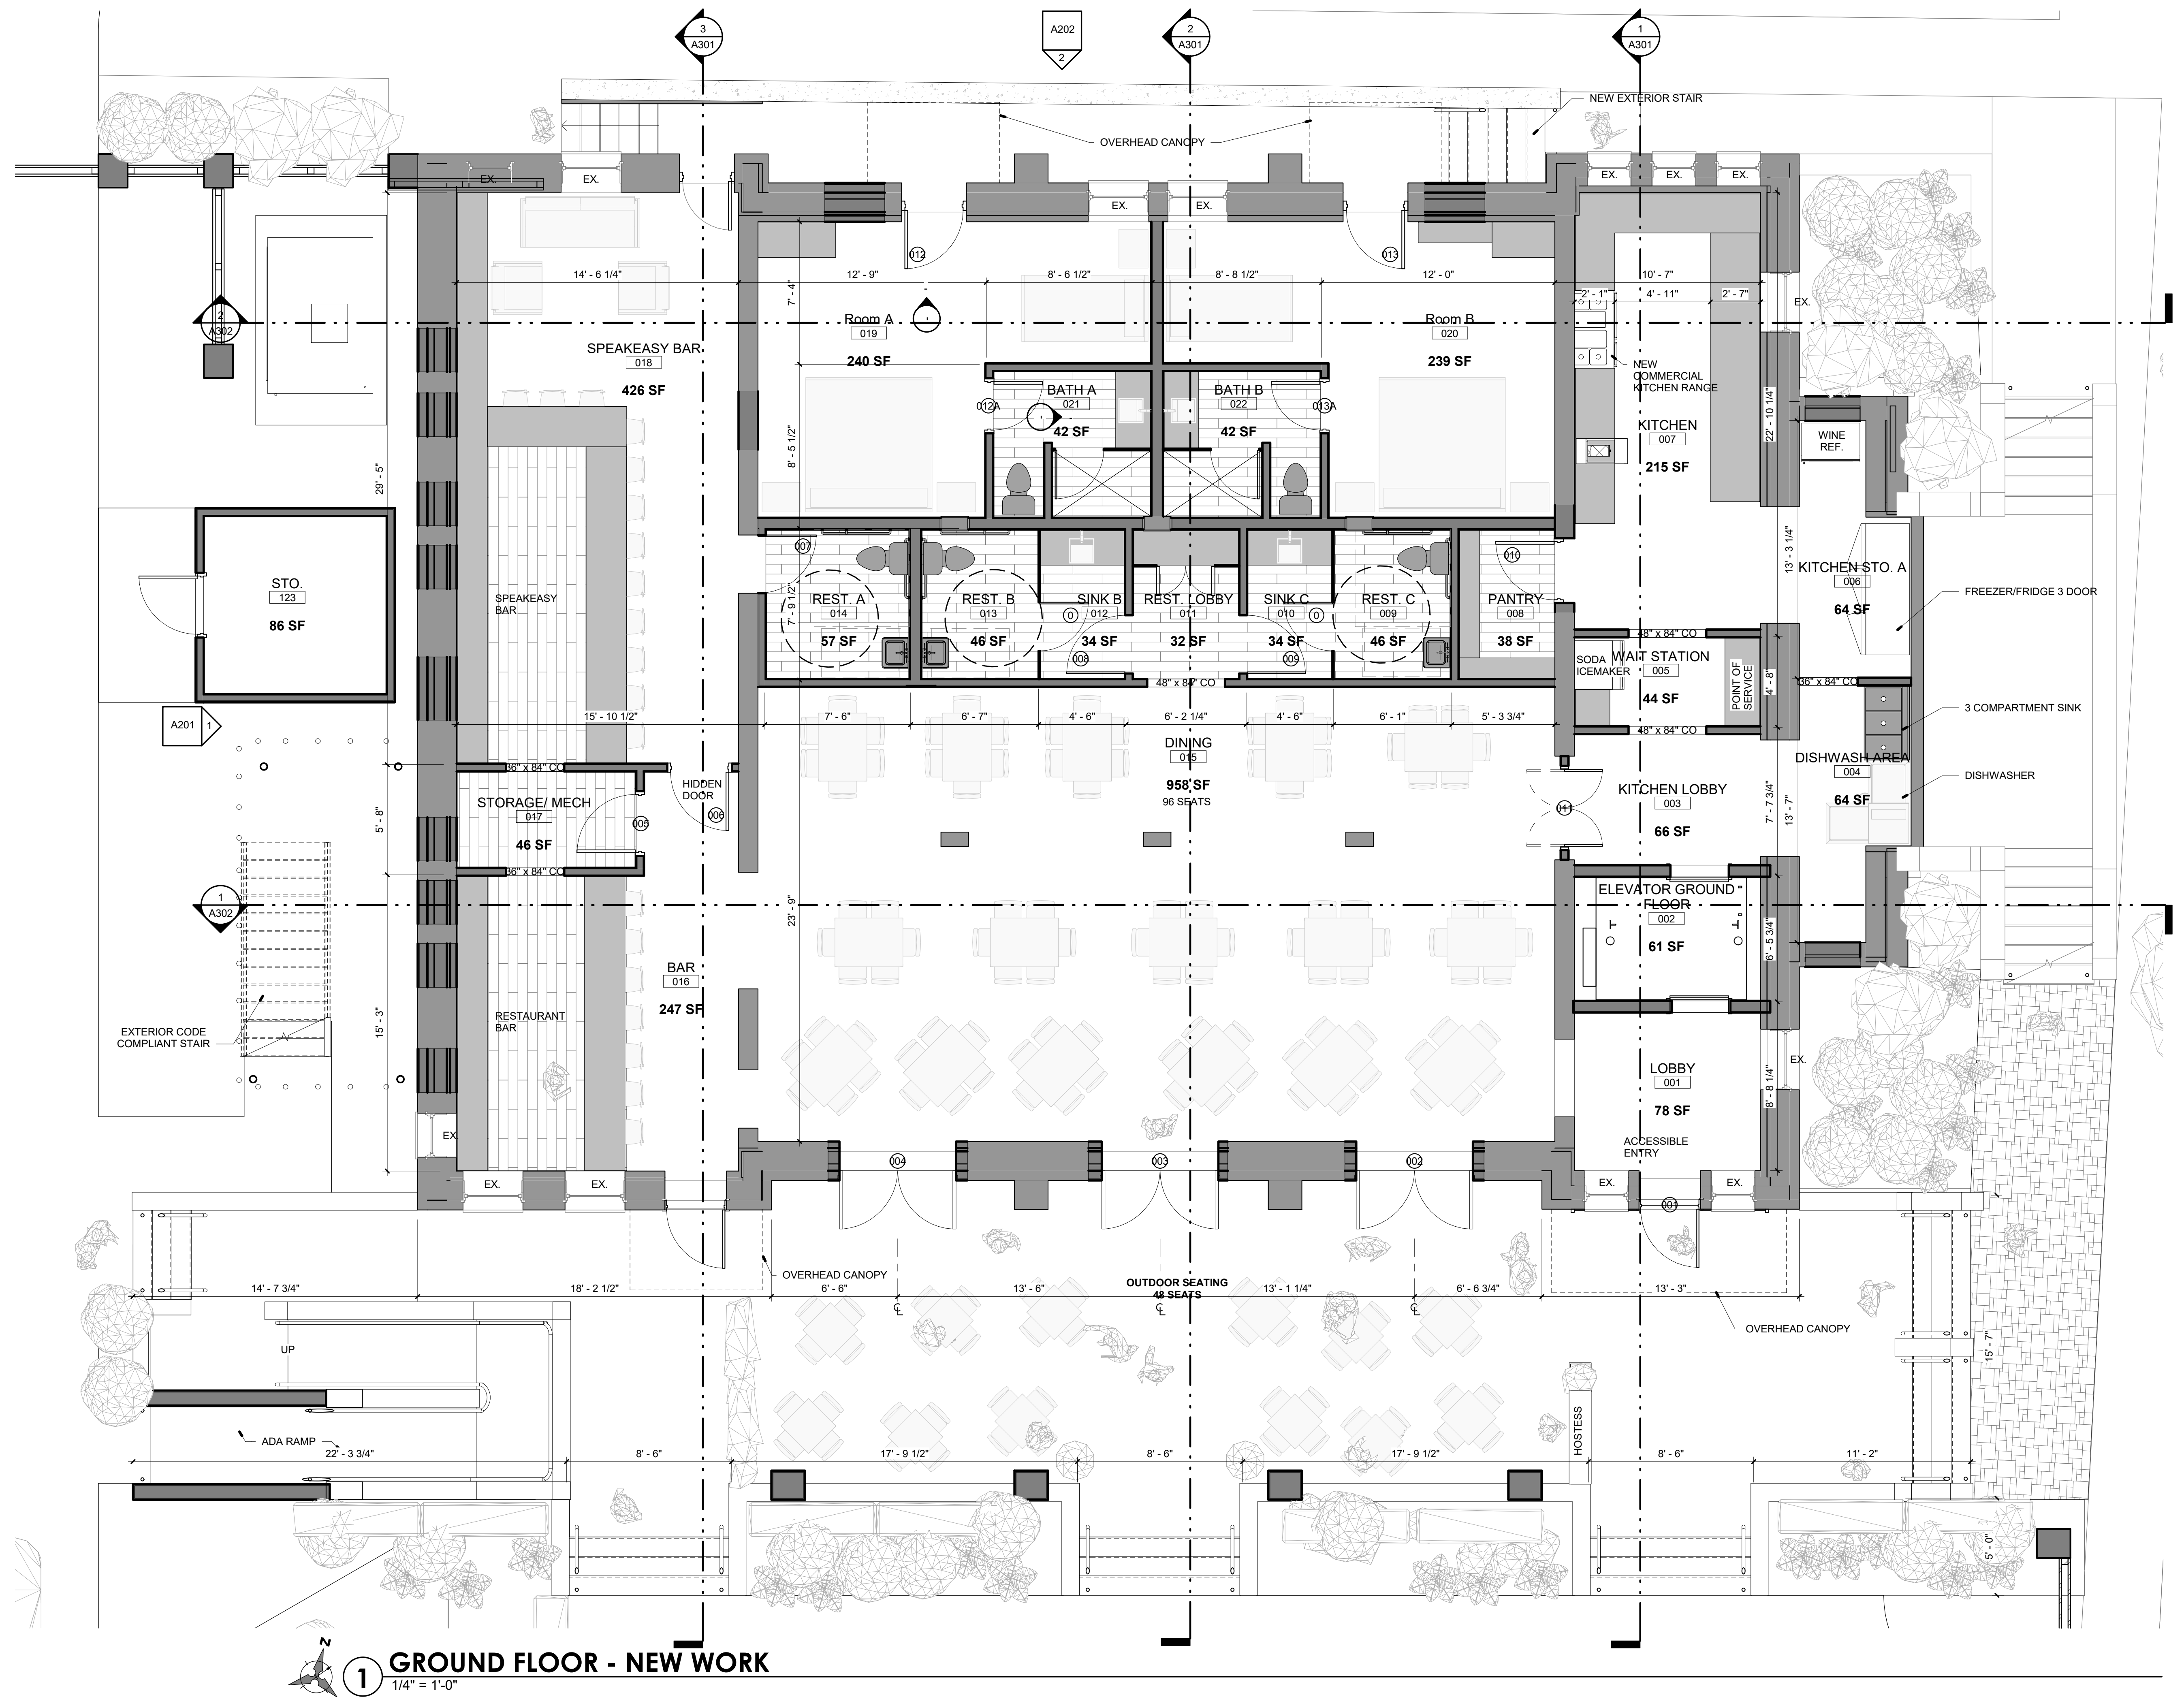 3
A301
A202
2
2
A301
1
A301
NEW EXTERIOR STAIR
OVERHEAD CANOPY
EX.
EX.
EX.
EX.
EX.
EX.
EX.
012
013
14' - 6 1/4"
12' - 9"
8' - 6 1/2"
8' - 8 1/2"
12' - 0"
10' - 7"
2' - 1"
4' - 11"
2' - 7"
EX.
7' - 4"
2
A302
Room A
019
240 SF
Room B
020
239 SF
SPEAKEASY BAR
018
426 SF
NEW
COMMERCIAL
KITCHEN RANGE
BATH A
021
42 SF
BATH B
022
42 SF
012A
013A
22' - 10 1/4"
KITCHEN
007
215 SF
WINE
REF.
8' - 5 1/2"
29' - 5"
13' - 3 1/4"
007
010
STO.
123
86 SF
SPEAKEASY
BAR
7' - 9 1/2"
REST. A
014
57 SF
REST. B
013
46 SF
SINK B
012
34 SF
0
008
REST. LOBBY
011
32 SF
SINK C
010
34 SF
0
009
REST. C
009
46 SF
PANTRY
008
38 SF
KITCHEN STO. A
006
64 SF
FREEZER/FRIDGE 3 DOOR
48" x 84" CO
SODA
ICEMAKER
WAIT STATION
005
44 SF
POINT OF
SERVICE
4' - 8"
48" x 84" CO
36" x 84" CO
48" x 84" CO
3 COMPARTMENT SINK
A201
1
15' - 10 1/2"
7' - 6"
6' - 7"
4' - 6"
6' - 2 1/4"
4' - 6"
6' - 1"
5' - 3 3/4"
DINING
015
958 SF
96 SEATS
DISHWASH AREA
004
64 SF
DISHWASHER
36" x 84" CO
HIDDEN
DOOR
006
STORAGE/ MECH
017
46 SF
005
36" x 84" CO
5' - 8"
011
KITCHEN LOBBY
003
66 SF
7' - 7 3/4"
13' - 7"
1
A302
23' - 9"
ELEVATOR GROUND
FLOOR
002
61 SF
6' - 5 3/4"
BAR
016
247 SF
RESTAURANT
BAR
15' - 3"
EXTERIOR CODE
COMPLIANT STAIR
LOBBY
001
78 SF
8' - 8 1/4"
EX.
EX.
ACCESSIBLE
ENTRY
004
003
002
EX.
EX.
EX.
EX.
001
OVERHEAD CANOPY
14' - 7 3/4"
18' - 2 1/2"
6' - 6"
13' - 6"
OUTDOOR SEATING
48 SEATS
13' - 1 1/4"
6' - 6 3/4"
13' - 3"
CL
CL
CL
OVERHEAD CANOPY
15' - 7"
UP
HOSTESS
ADA RAMP
22' - 3 3/4"
8' - 6"
17' - 9 1/2"
8' - 6"
17' - 9 1/2"
8' - 6"
11' - 2"
5' - 0"
N
1
GROUND FLOOR - NEW WORK
1/4" = 1'-0"